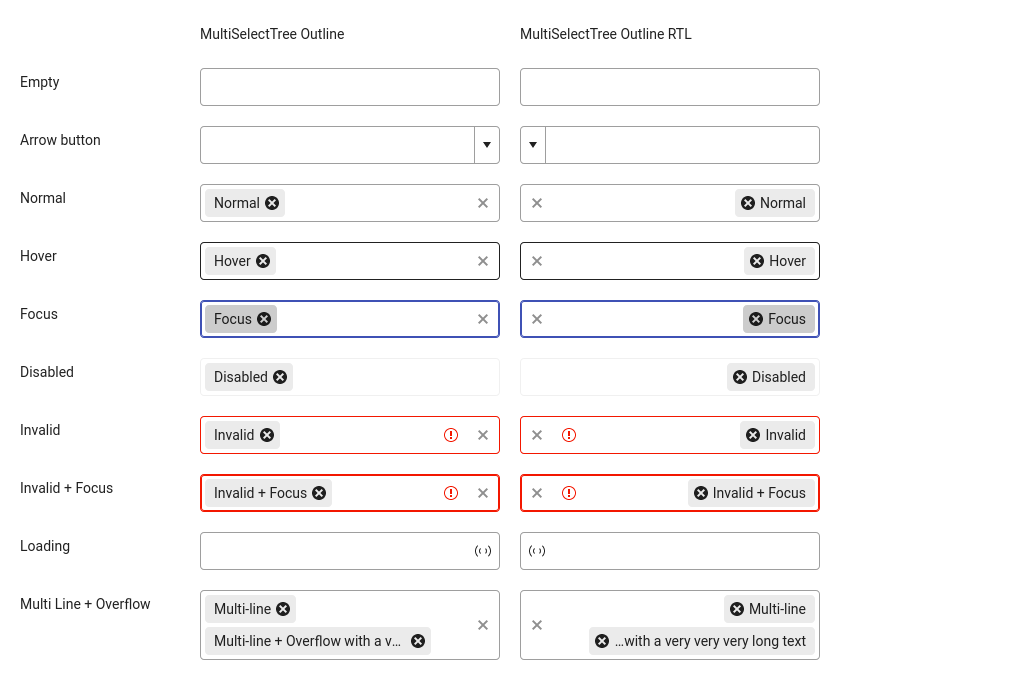 MultiSelectTree Outline MultiSelectTree Outline RTL
Empty
Arrow button
Normal Normal Normal
Hover Hover Hover
Focus Focus Focus
Disabled Disabled Disabled
Invalid Invalid Invalid
Invalid + Focus Invalid + Focus Invalid + Focus
Loading
Multi Line + Overflow Multi-line Multi-line
Multi-line + Overflow with a v... ...with a very very very long text